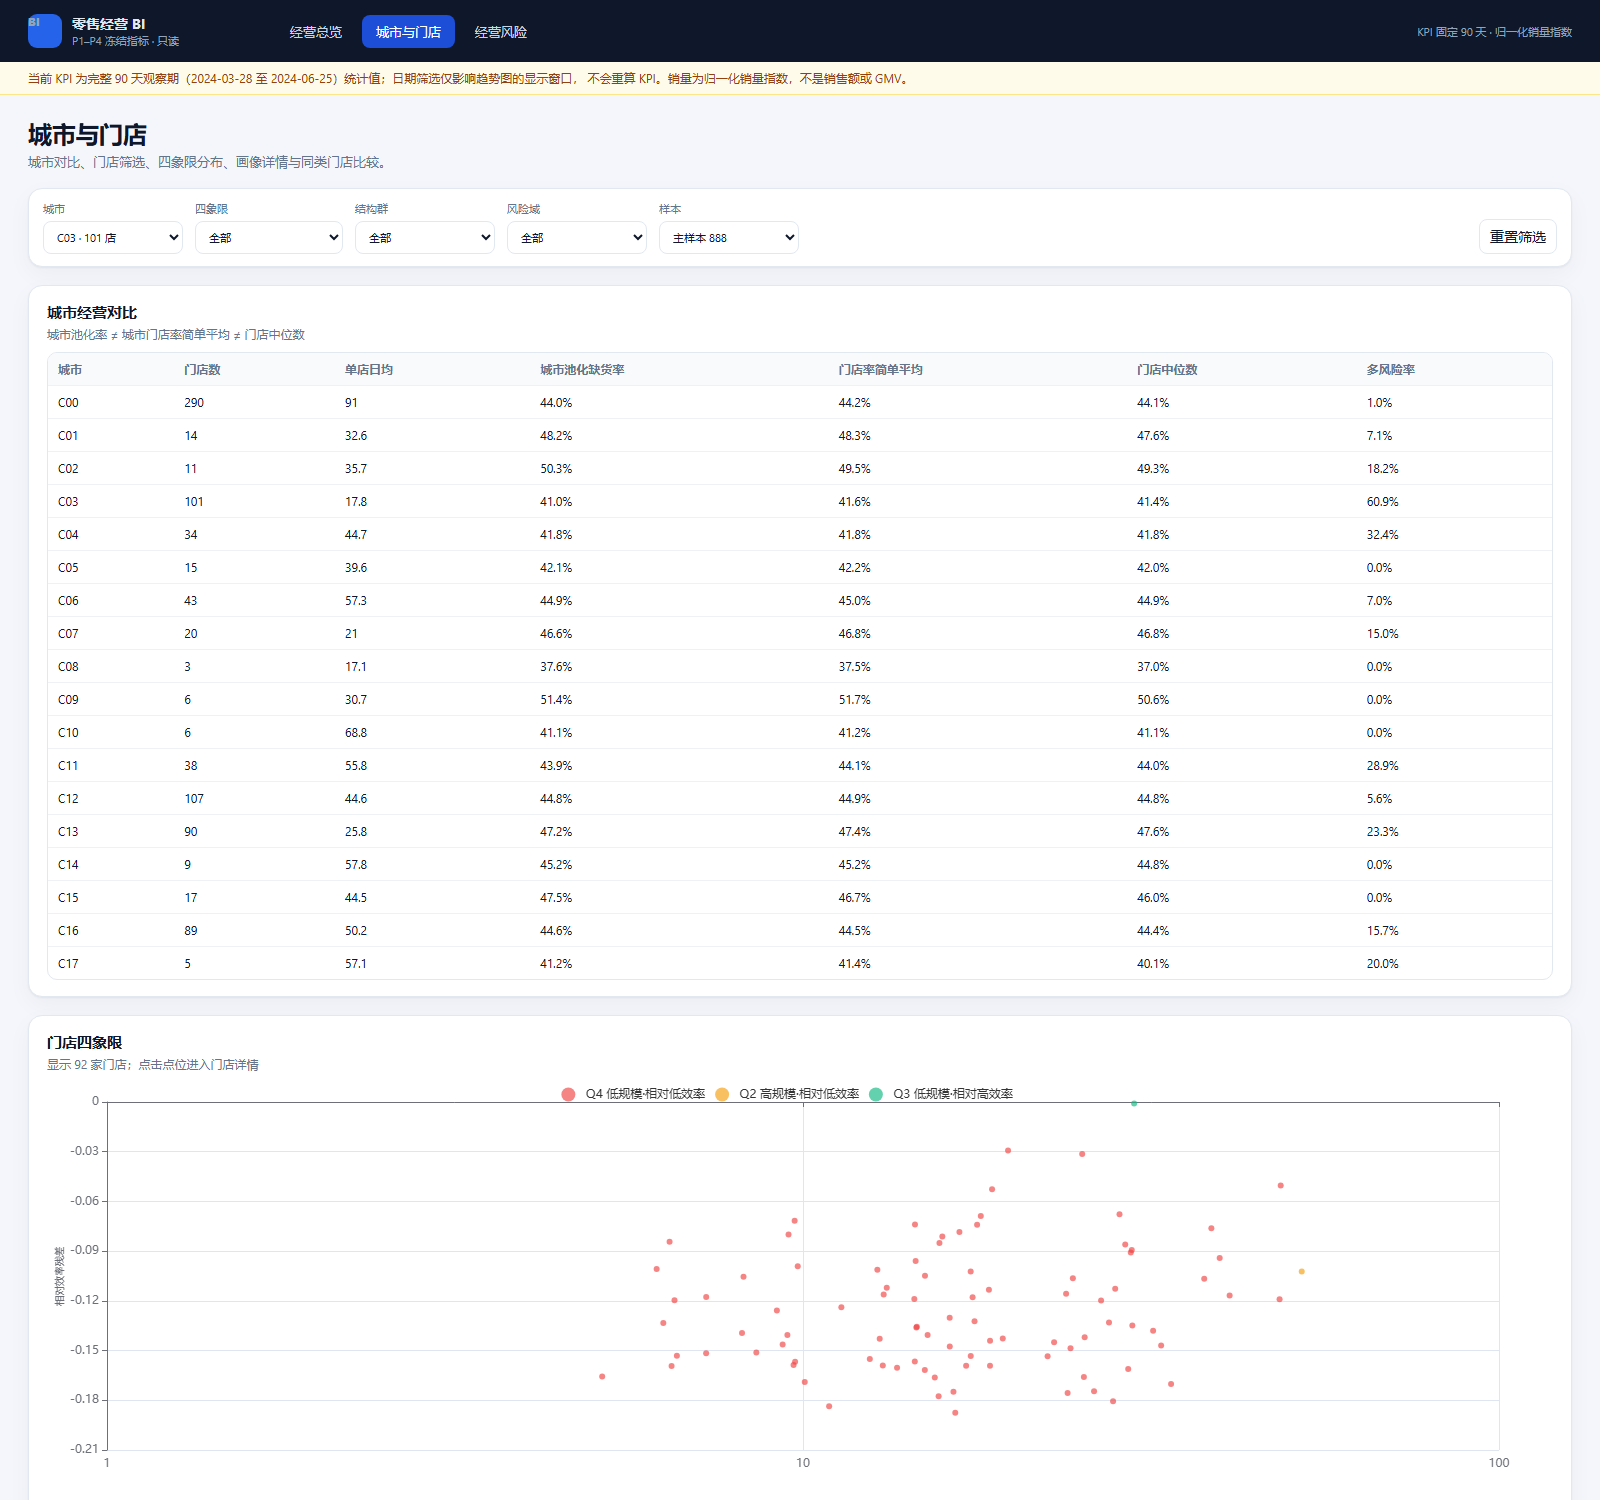 BI
零售经营 BI
P1–P4 冻结指标 · 只读
经营总览 城市与门店 经营风险
KPI 固定 90 天 · 归一化销量指数
当前 KPI 为完整 90 天观察期（2024-03-28 至 2024-06-25）统计值；日期筛选仅影响趋势图的显示窗口， 不会重算 KPI。销量为归一化销量指数，不是销售额或 GMV。
城市与门店
城市对比、门店筛选、四象限分布、画像详情与同类门店比较。
城市 四象限 结构群 风险域 样本
C03 · 101 店 全部 全部 全部 主样本 888 重置筛选
城市经营对比
城市池化率 ≠ 城市门店率简单平均 ≠ 门店中位数
城市 门店数 单店日均 城市池化缺货率 门店率简单平均 门店中位数 多风险率
C00 290 91 44.0% 44.2% 44.1% 1.0%
C01 14 32.6 48.2% 48.3% 47.6% 7.1%
C02 11 35.7 50.3% 49.5% 49.3% 18.2%
C03 101 17.8 41.0% 41.6% 41.4% 60.9%
C04 34 44.7 41.8% 41.8% 41.8% 32.4%
C05 15 39.6 42.1% 42.2% 42.0% 0.0%
C06 43 57.3 44.9% 45.0% 44.9% 7.0%
C07 20 21 46.6% 46.8% 46.8% 15.0%
C08 3 17.1 37.6% 37.5% 37.0% 0.0%
C09 6 30.7 51.4% 51.7% 50.6% 0.0%
C10 6 68.8 41.1% 41.2% 41.1% 0.0%
C11 38 55.8 43.9% 44.1% 44.0% 28.9%
C12 107 44.6 44.8% 44.9% 44.8% 5.6%
C13 90 25.8 47.2% 47.4% 47.6% 23.3%
C14 9 57.8 45.2% 45.2% 44.8% 0.0%
C15 17 44.5 47.5% 46.7% 46.0% 0.0%
C16 89 50.2 44.6% 44.5% 44.4% 15.7%
C17 5 57.1 41.2% 41.4% 40.1% 20.0%
门店四象限
显示 92 家门店；点击点位进入门店详情
Q4 低规模·相对低效率 Q2 高规模·相对低效率 Q3 低规模·相对高效率
0
-0.03
-0.06
-0.09
-0.12
-0.15
-0.18
-0.21
相对效率残差
1 10 100